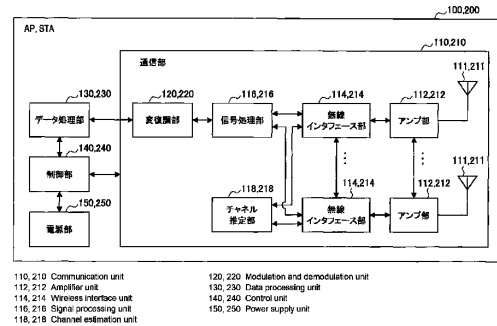 100,200
AP, STA
110,210
通信部
111,211
130,230
120,220
116,216
114,214
112,212
データ処理部
変復調部
信号処理部
無線
インタフェース部
アンプ部
140,240
制御部
118,218
114,214
112,212
111,211
150,250
チャネル
推定部
無線
インタフェース部
アンプ部
電源部
110, 210 Communication unit
112, 212 Amplifier unit
114, 214 Wireless interface unit
116, 216 Signal processing unit
118, 218 Channel estimation unit
120, 220 Modulation and demodulation unit
130, 230 Data processing unit
140, 240 Control unit
150, 250 Power supply unit